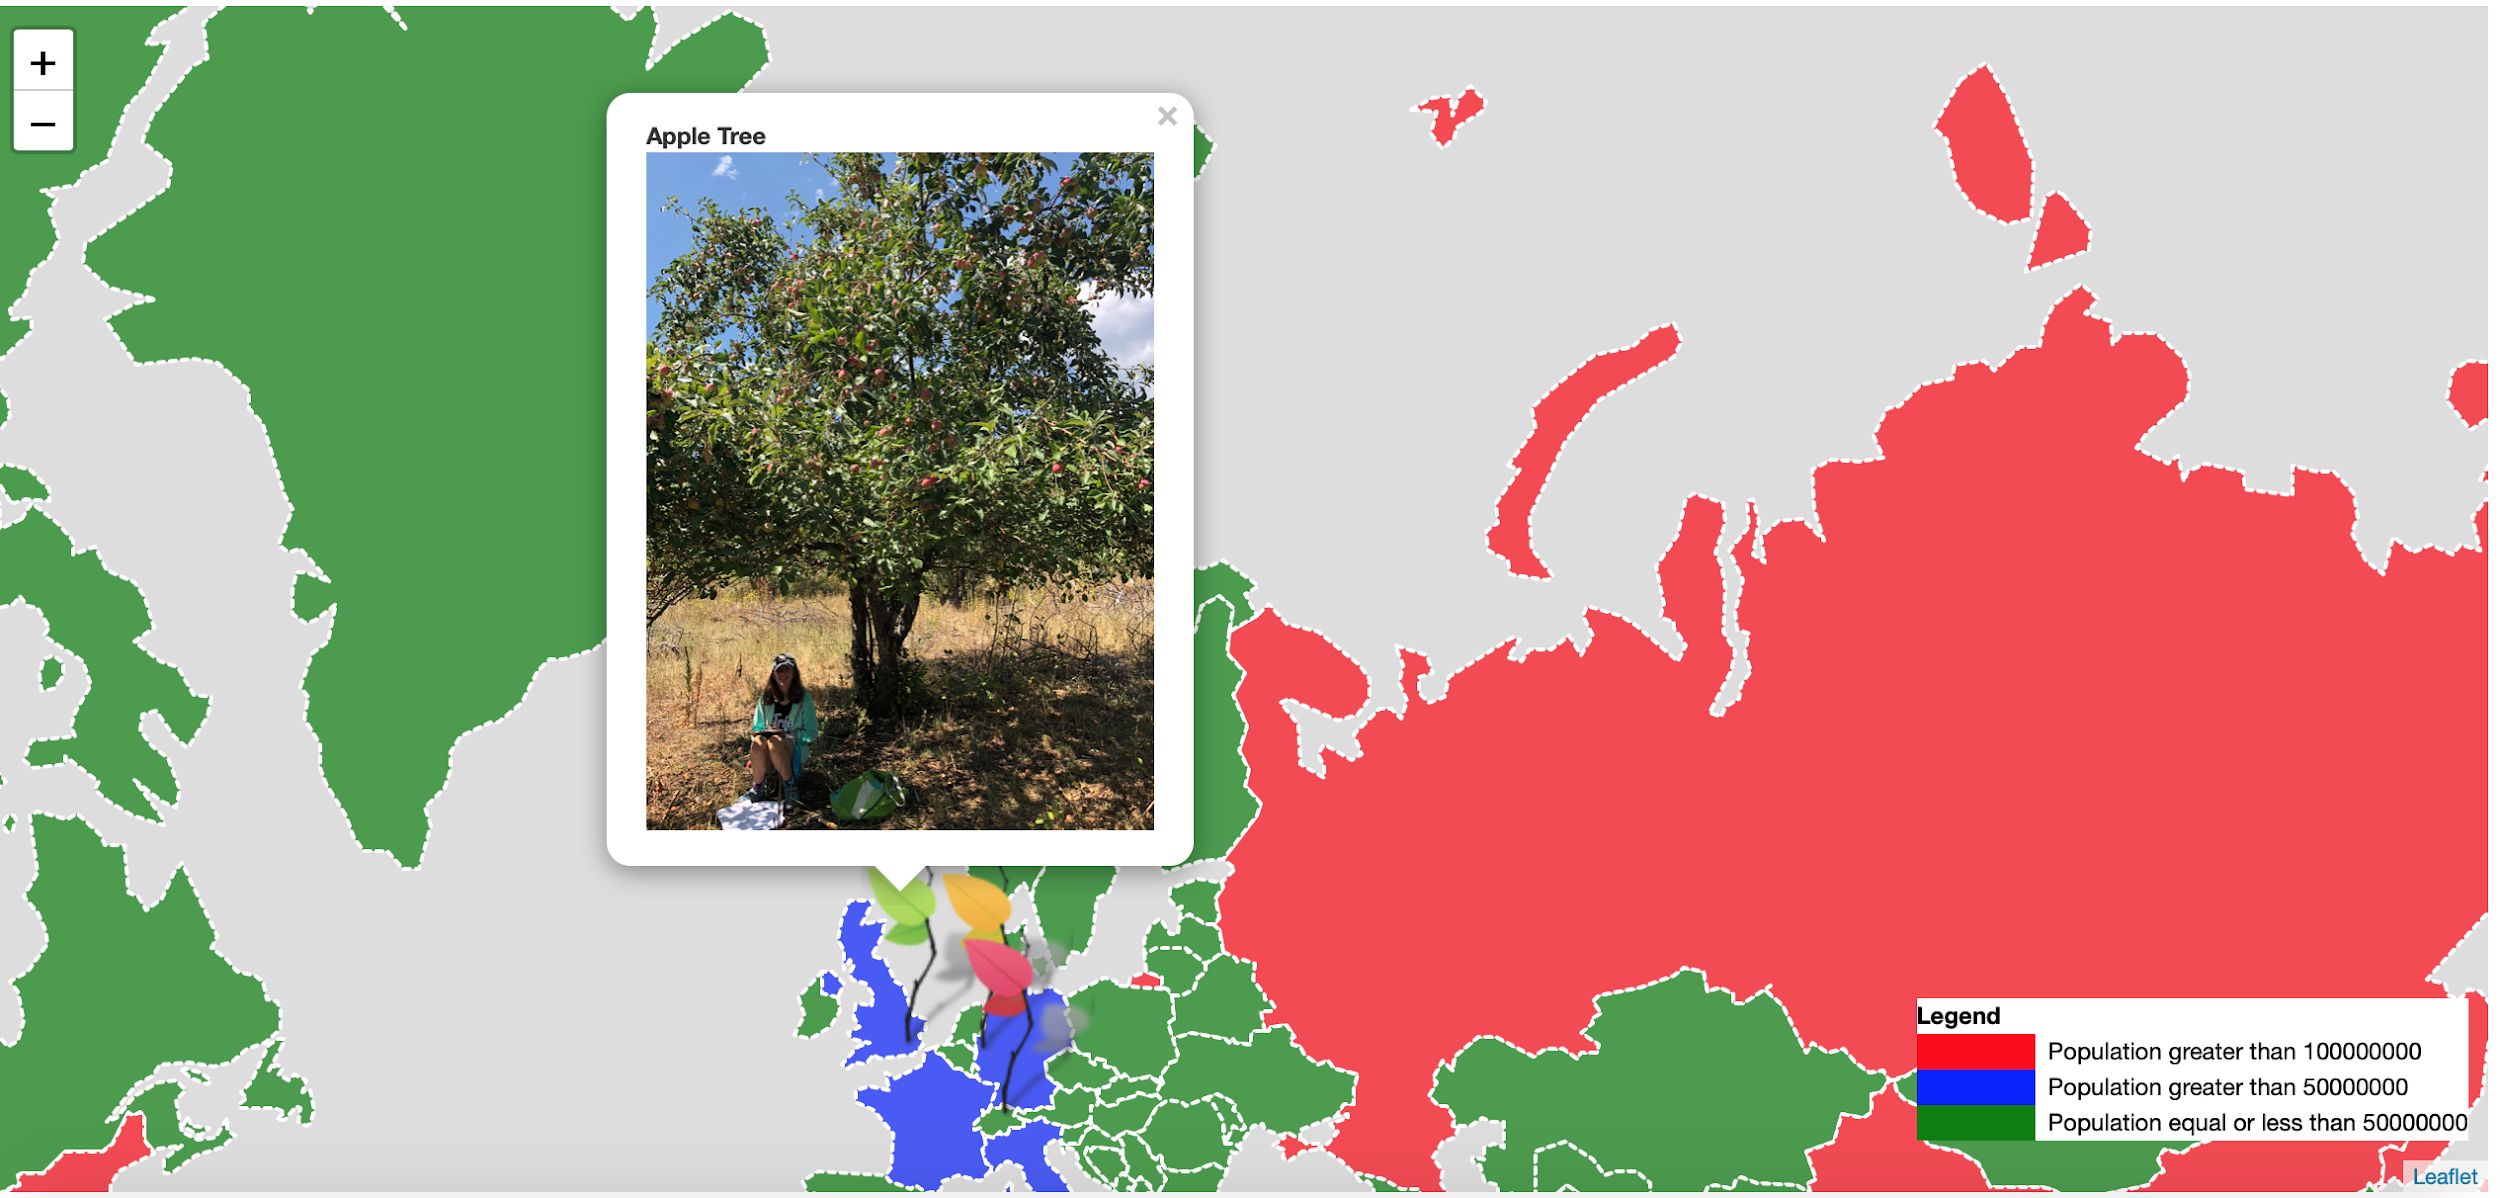 +
−
×
Apple Tree
Legend
Population greater than 100000000
Population greater than 50000000
Population equal or less than 50000000
Leaflet